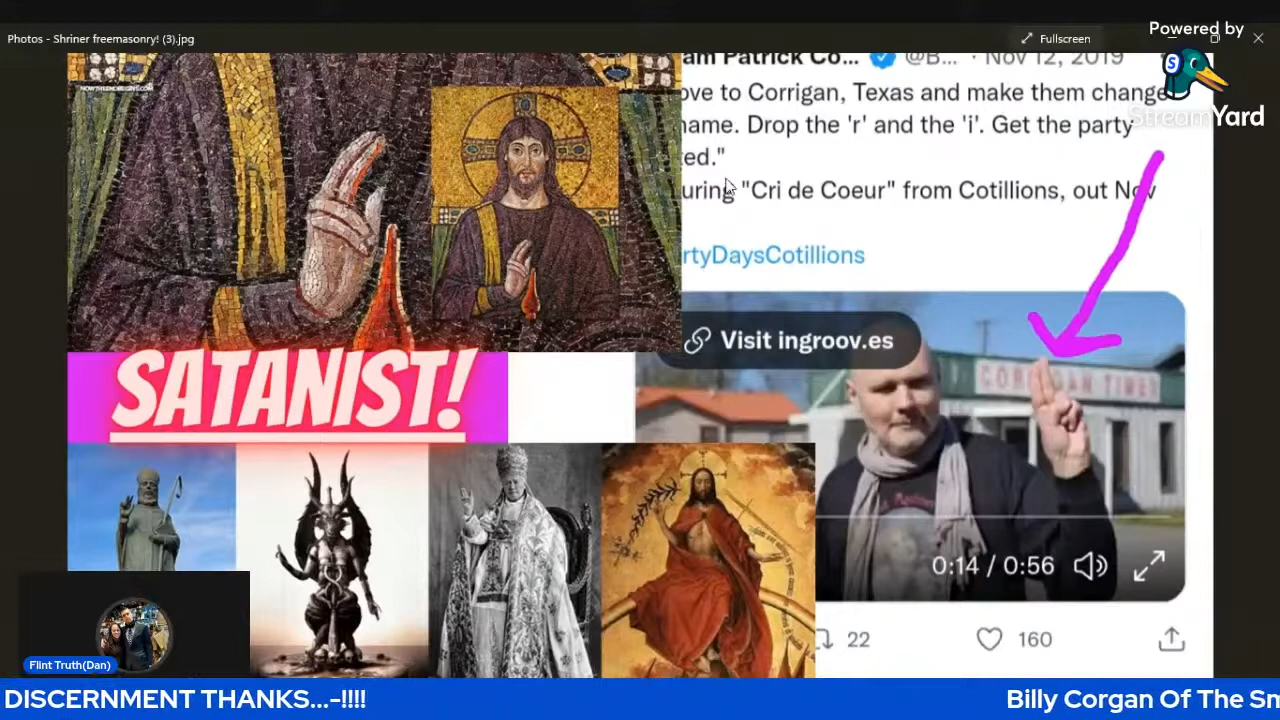 Photos - Shriner freemasonry! (3).jpg
Fullscreen
Powered by
StreamYard
NOWTHEENDBEGINS.COM
am Patrick Co... @B... · Nov 12, 2019
ove to Corrigan, Texas and make them change
name. Drop the 'r' and the 'i'. Get the party
ted."
uring "Cri de Coeur" from Cotillions, out Nov
rtyDaysCotillions
Visit ingroov.es
SATANIST!
0:14 / 0:56
22
160
Flint Truth(Dan)
DISCERNMENT THANKS...-!!!!
Billy Corgan Of The Sm